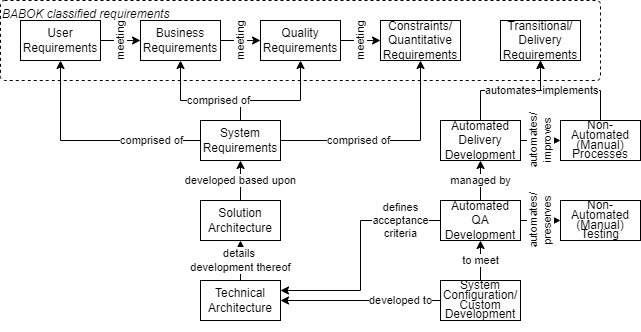 BABOK classified requirements
User
Requirements
meeting
Business
Requirements
meeting
Quality
Requirements
meeting
Constraints/
Quantitative
Requirements
Transitional/
Delivery
Requirements
automates
implements
comprised of
comprised of
System
Requirements
comprised of
Automated
Delivery
Development
automates/
improves
Non-
Automated
(Manual)
Processes
developed based upon
managed by
Solution
Architecture
defines
acceptance
criteria
Automated
QA
Development
automates/
preserves
Non-
Automated
(Manual)
Testing
details
development thereof
to meet
Technical
Architecture
developed to
System
Configuration/
Custom
Development